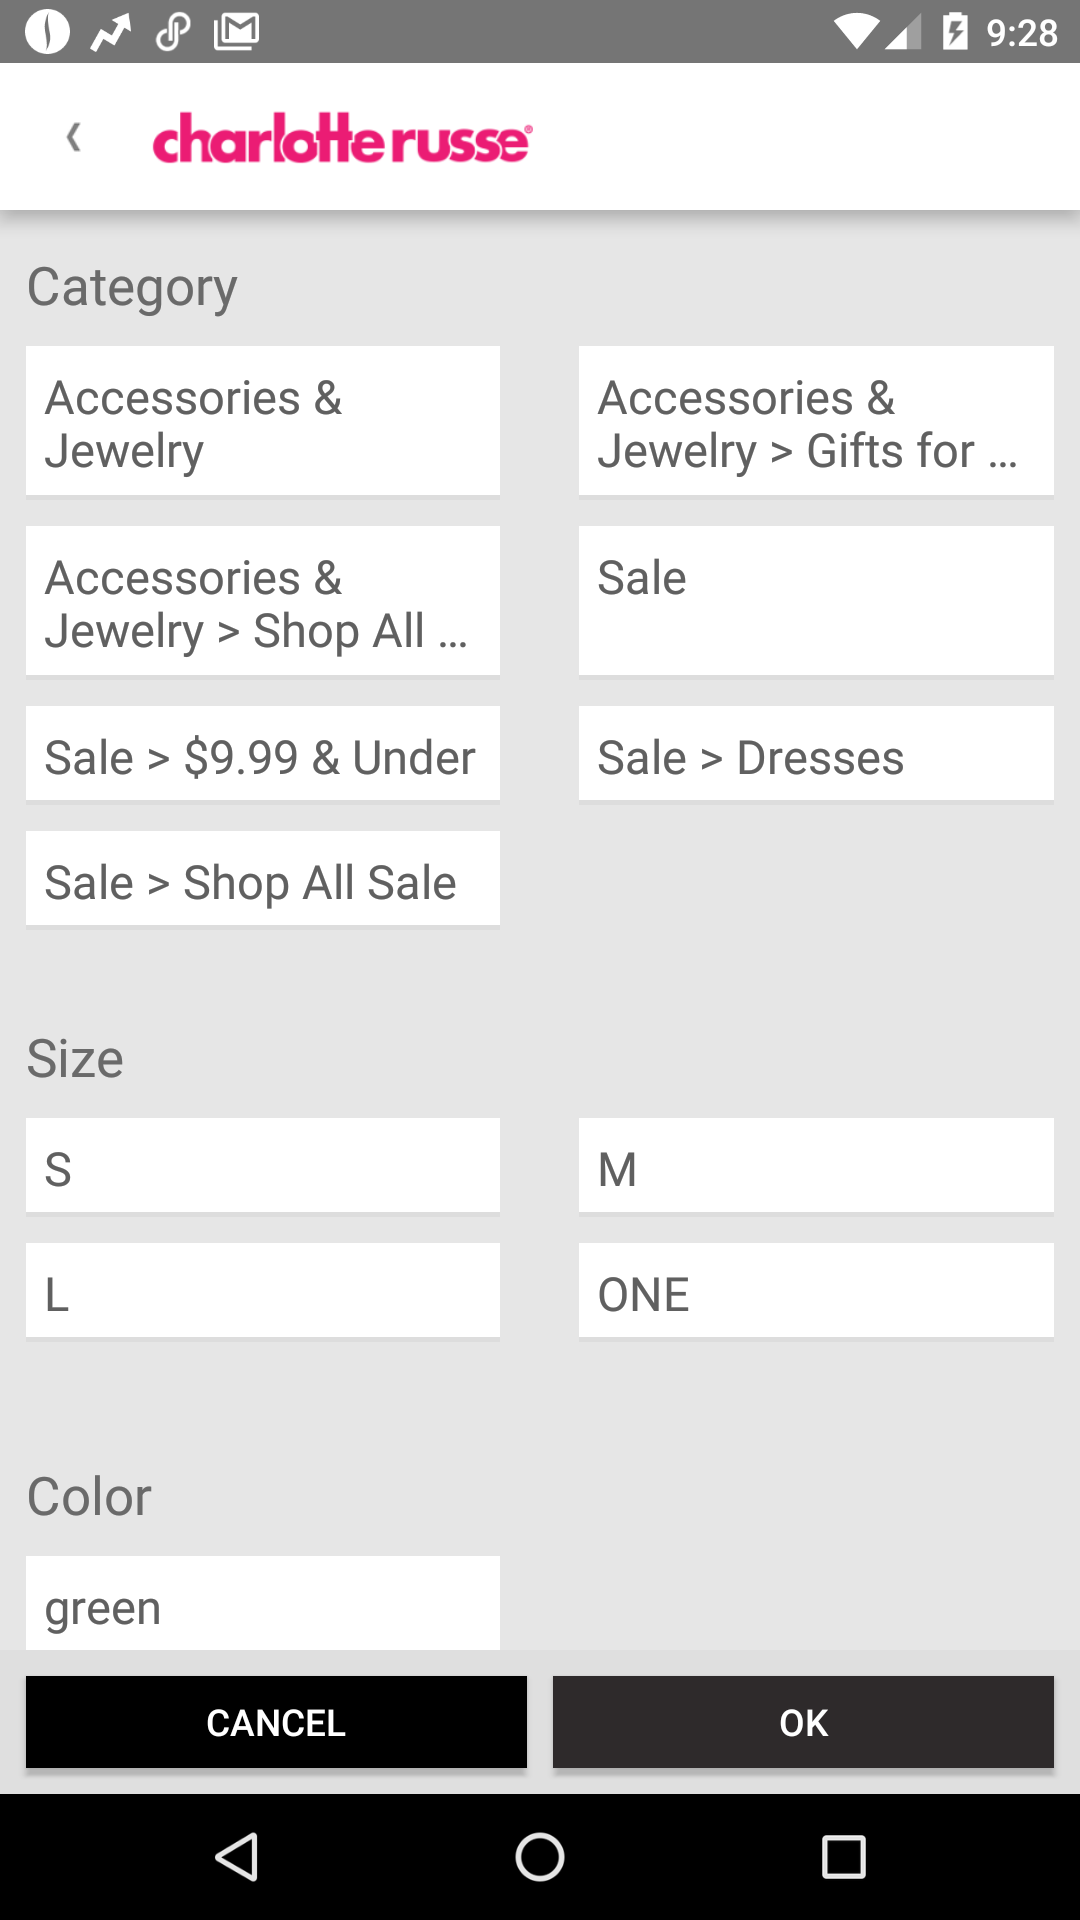 9:28
charlotte russe®
Category
Accessories &
Jewelry
Accessories &
Jewelry > Gifts for ...
Accessories &
Jewelry > Shop All ...
Sale
Sale > $9.99 & Under
Sale > Dresses
Sale > Shop All Sale
Size
S
M
L
ONE
Color
green
CANCEL
OK